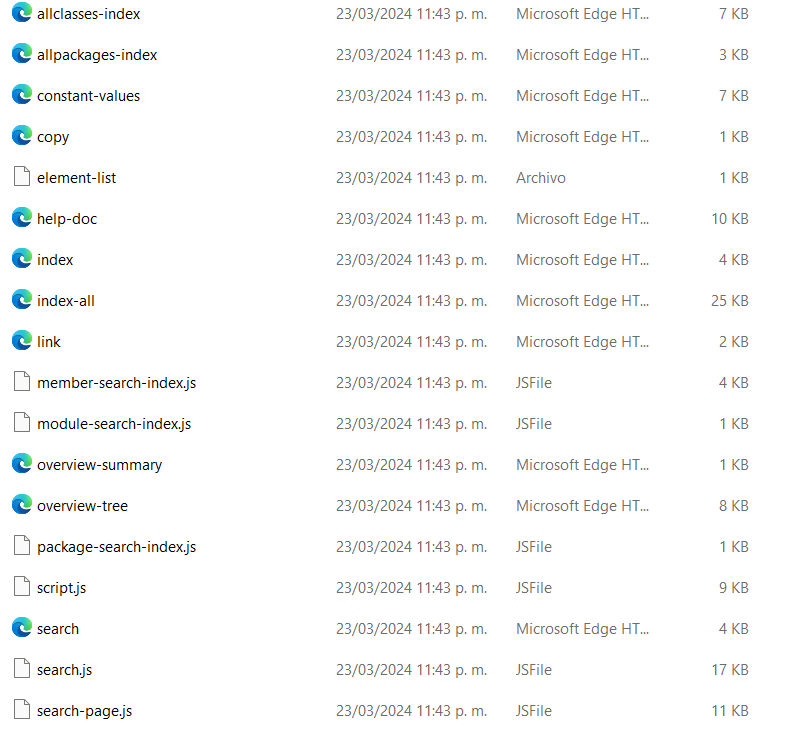 allclasses-index 23/03/2024 11:43 p. m. Microsoft Edge HT... 7 KB
allpackages-index 23/03/2024 11:43 p. m. Microsoft Edge HT... 3 KB
constant-values 23/03/2024 11:43 p. m. Microsoft Edge HT... 7 KB
copy 23/03/2024 11:43 p. m. Microsoft Edge HT... 1 KB
element-list 23/03/2024 11:43 p. m. Archivo 1 KB
help-doc 23/03/2024 11:43 p. m. Microsoft Edge HT... 10 KB
index 23/03/2024 11:43 p. m. Microsoft Edge HT... 4 KB
index-all 23/03/2024 11:43 p. m. Microsoft Edge HT... 25 KB
link 23/03/2024 11:43 p. m. Microsoft Edge HT... 2 KB
member-search-index.js 23/03/2024 11:43 p. m. JSFile 4 KB
module-search-index.js 23/03/2024 11:43 p. m. JSFile 1 KB
overview-summary 23/03/2024 11:43 p. m. Microsoft Edge HT... 1 KB
overview-tree 23/03/2024 11:43 p. m. Microsoft Edge HT... 8 KB
package-search-index.js 23/03/2024 11:43 p. m. JSFile 1 KB
script.js 23/03/2024 11:43 p. m. JSFile 9 KB
search 23/03/2024 11:43 p. m. Microsoft Edge HT... 4 KB
search.js 23/03/2024 11:43 p. m. JSFile 17 KB
search-page.js 23/03/2024 11:43 p. m. JSFile 11 KB